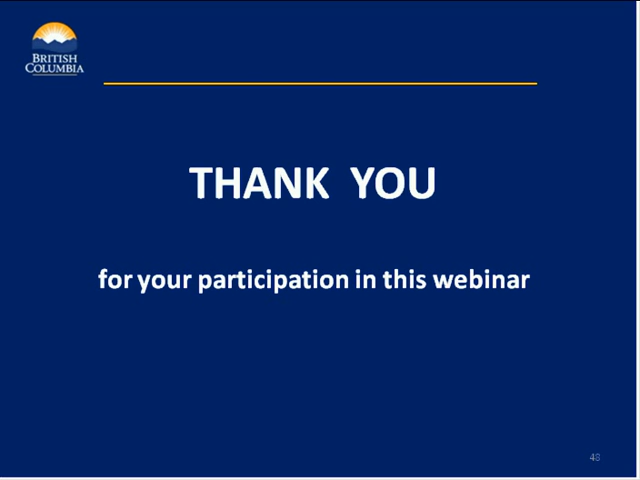 BRITISH
COLUMBIA
THANK YOU
for your participation in this webinar
48